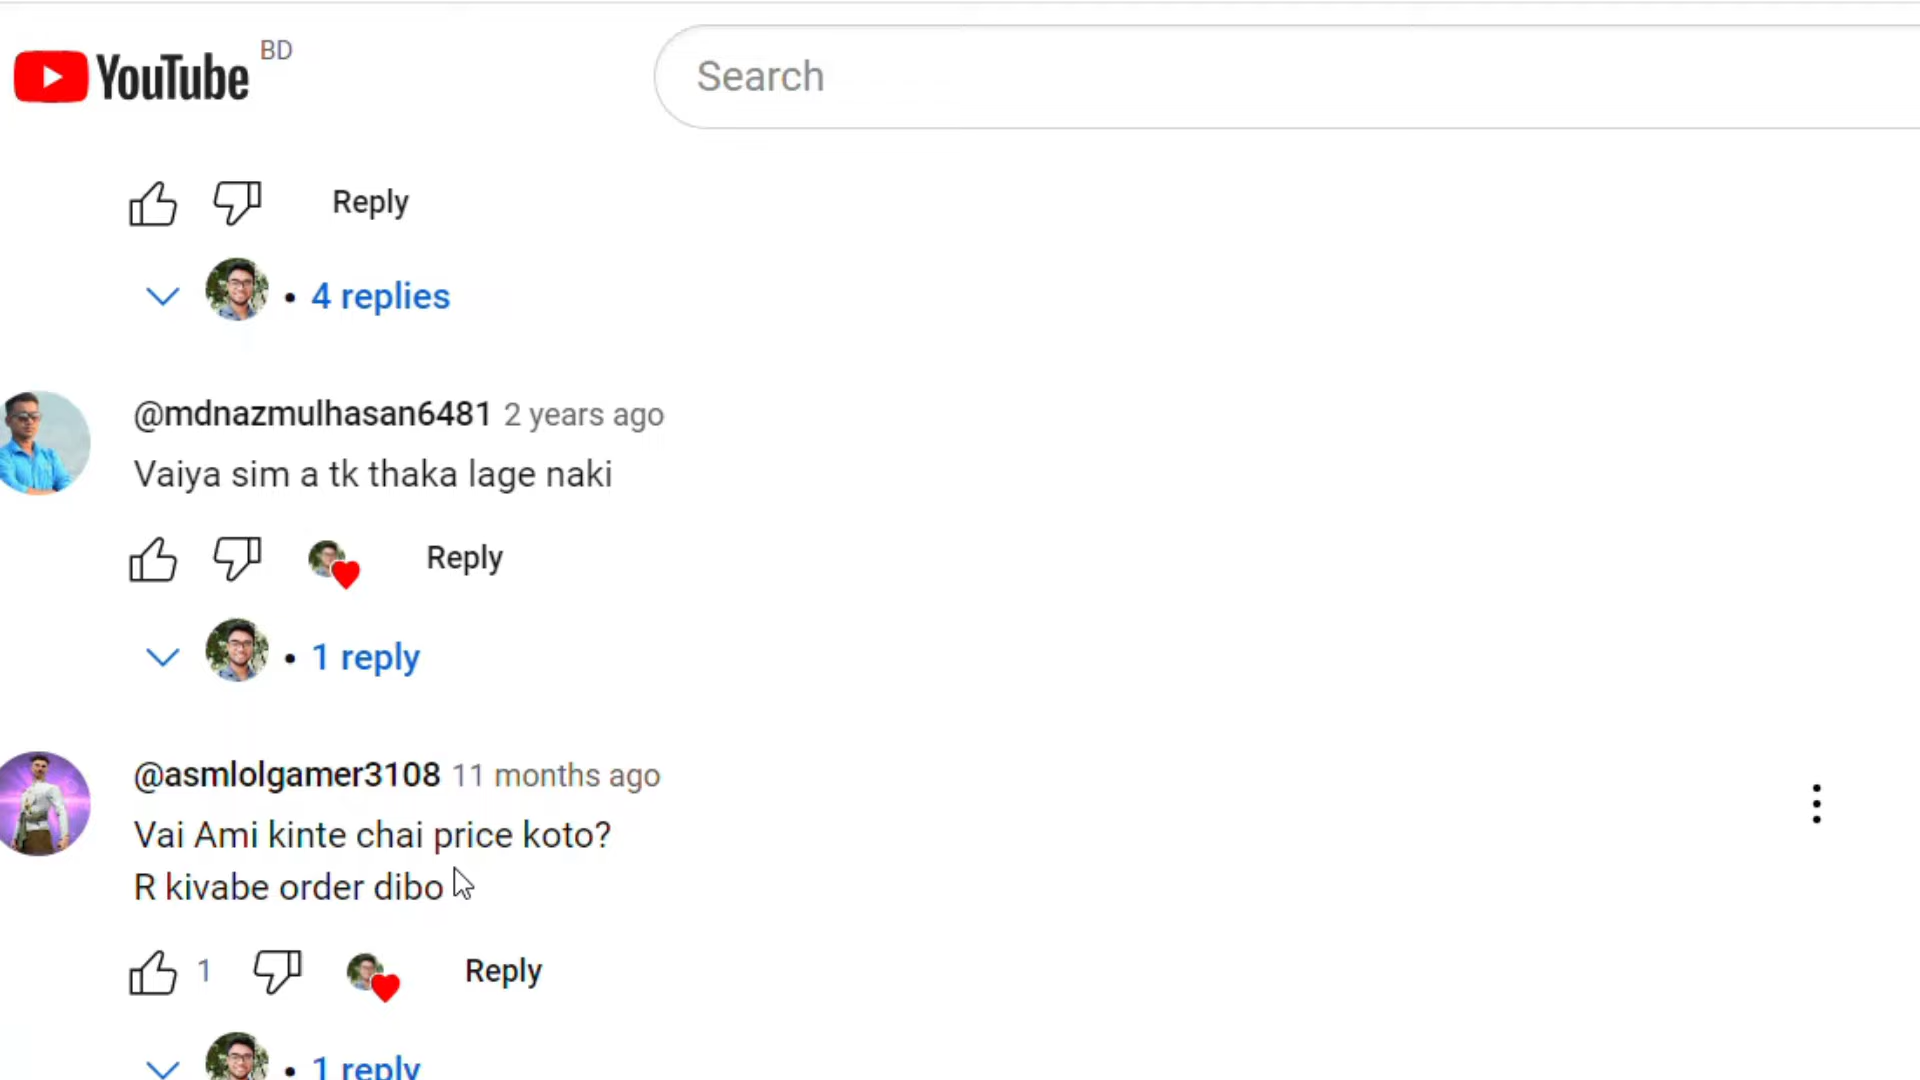 YouTube BD
Search
Reply
• 4 replies
@mdnazmulhasan6481 2 years ago
Vaiya sim a tk thaka lage naki
Reply
• 1 reply
@asmlolgamer3108 11 months ago
Vai Ami kinte chai price koto?
R kivabe order dibo
1 Reply
• 1 reply